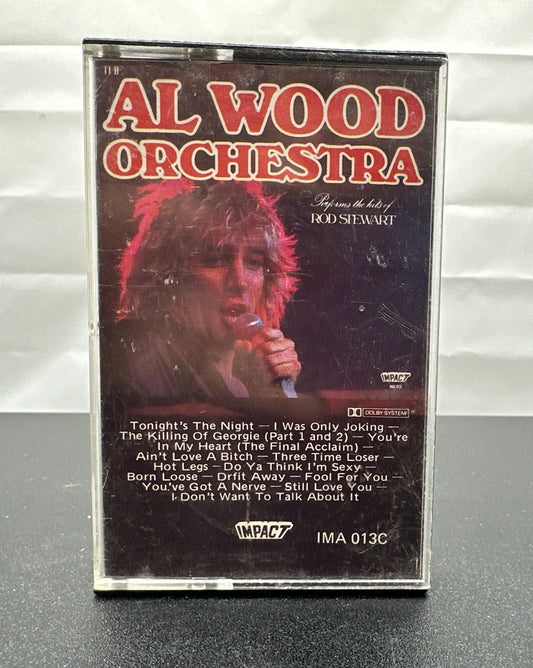 THE
AL WOOD
ORCHESTRA
Performs the hits of
ROD STEWART
IMPACT
DOLBY SYSTEM
Tonight's The Night — I Was Only Joking —
The Killing Of Georgie (Part 1 and 2) — You're
In My Heart (The Final Acclaim) —
Ain't Love A Bitch — Three Time Loser —
Hot Legs — Do Ya Think I'm Sexy —
Born Loose — Drfit Away — Fool For You —
You've Got A Nerve — Still Love You —
I Don't Want To Talk About It
IMPACT
IMA 013C